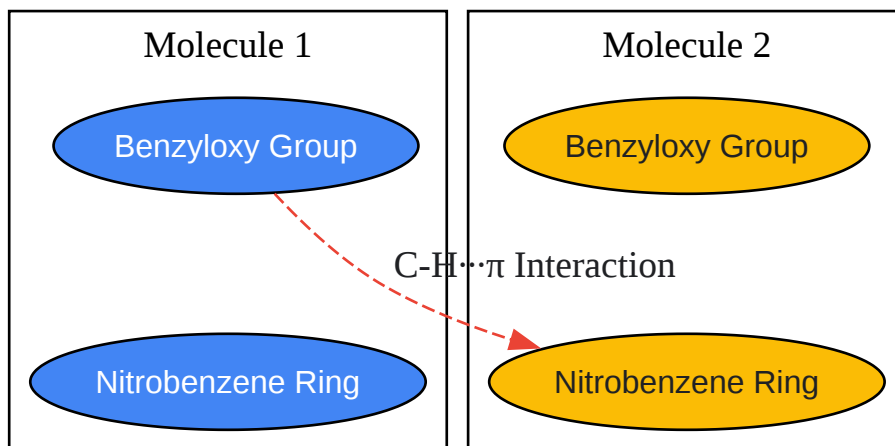 Molecule 1
Molecule 2
Benzyloxy Group
Benzyloxy Group
C-H···π Interaction
Nitrobenzene Ring
Nitrobenzene Ring